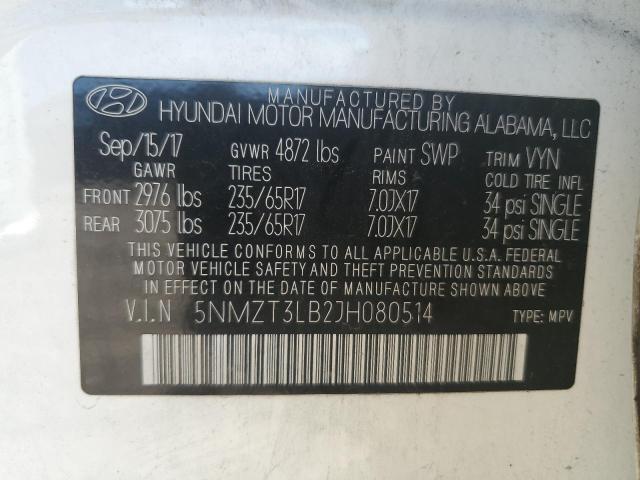 MANUFACTURED BY
HYUNDAI MOTOR MANUFACTURING ALABAMA, LLC
Sep/15/17 GVWR 4872 lbs PAINT SWP TRIM VYN
GAWR TIRES RIMS COLD TIRE INFL
FRONT 2976 lbs 235/65R17 7.0JX17 34 psi SINGLE
REAR 3075 lbs 235/65R17 7.0JX17 34 psi SINGLE
THIS VEHICLE CONFORMS TO ALL APPLICABLE U.S.A. FEDERAL
MOTOR VEHICLE SAFETY AND THEFT PREVENTION STANDARDS
IN EFFECT ON THE DATE OF MANUFACTURE SHOWN ABOVE.
V.I.N 5NMZT3LB2JH080514 TYPE: MPV